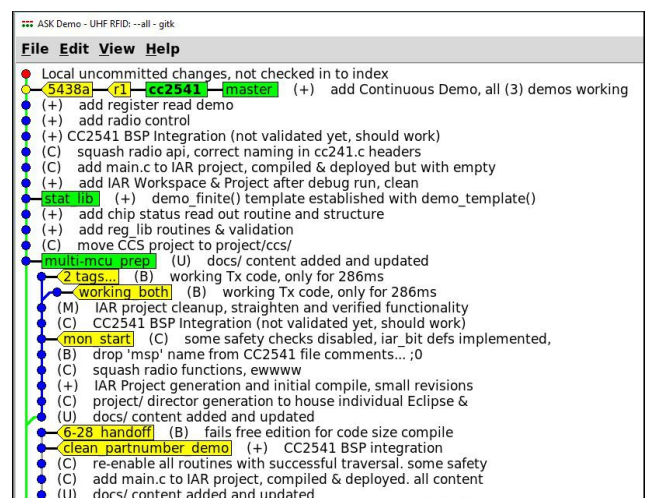 ASK Demo - UHF RFID: --all - gitk
File Edit View Help
Local uncommitted changes, not checked in to index
5438a r1 cc2541 master (+) add Continuous Demo, all (3) demos working
(+) add register read demo
(+) add radio control
(+) CC2541 BSP Integration (not validated yet, should work)
(C) squash radio api, correct naming in cc241.c headers
(C) add main.c to IAR project, compiled & deployed but with empty
(+) add IAR Workspace & Project after debug run, clean
stat_lib (+) demo_finite() template established with demo_template()
(+) add chip status read out routine and structure
(+) add reg_lib routines & validation
(C) move CCS project to project/ccs/
multi-mcu_prep (U) docs/ content added and updated
2 tags... (B) working Tx code, only for 286ms
working_both (B) working Tx code, only for 286ms
(M) IAR project cleanup, straighten and verified functionality
(C) CC2541 BSP Integration (not validated yet, should work)
mon_start (C) some safety checks disabled, iar_bit defs implemented,
(B) drop 'msp' name from CC2541 file comments... ;0
(C) squash radio functions, ewwww
(+) IAR Project generation and initial compile, small revisions
(C) project/ director generation to house individual Eclipse &
(U) docs/ content added and updated
6-28_handoff (B) fails free edition for code size compile
clean_partnumber_demo (+) CC2541 BSP integration
(C) re-enable all routines with successful traversal. some safety
(C) add main.c to IAR project, compiled & deployed. all content
(U) docs/ content added and updated